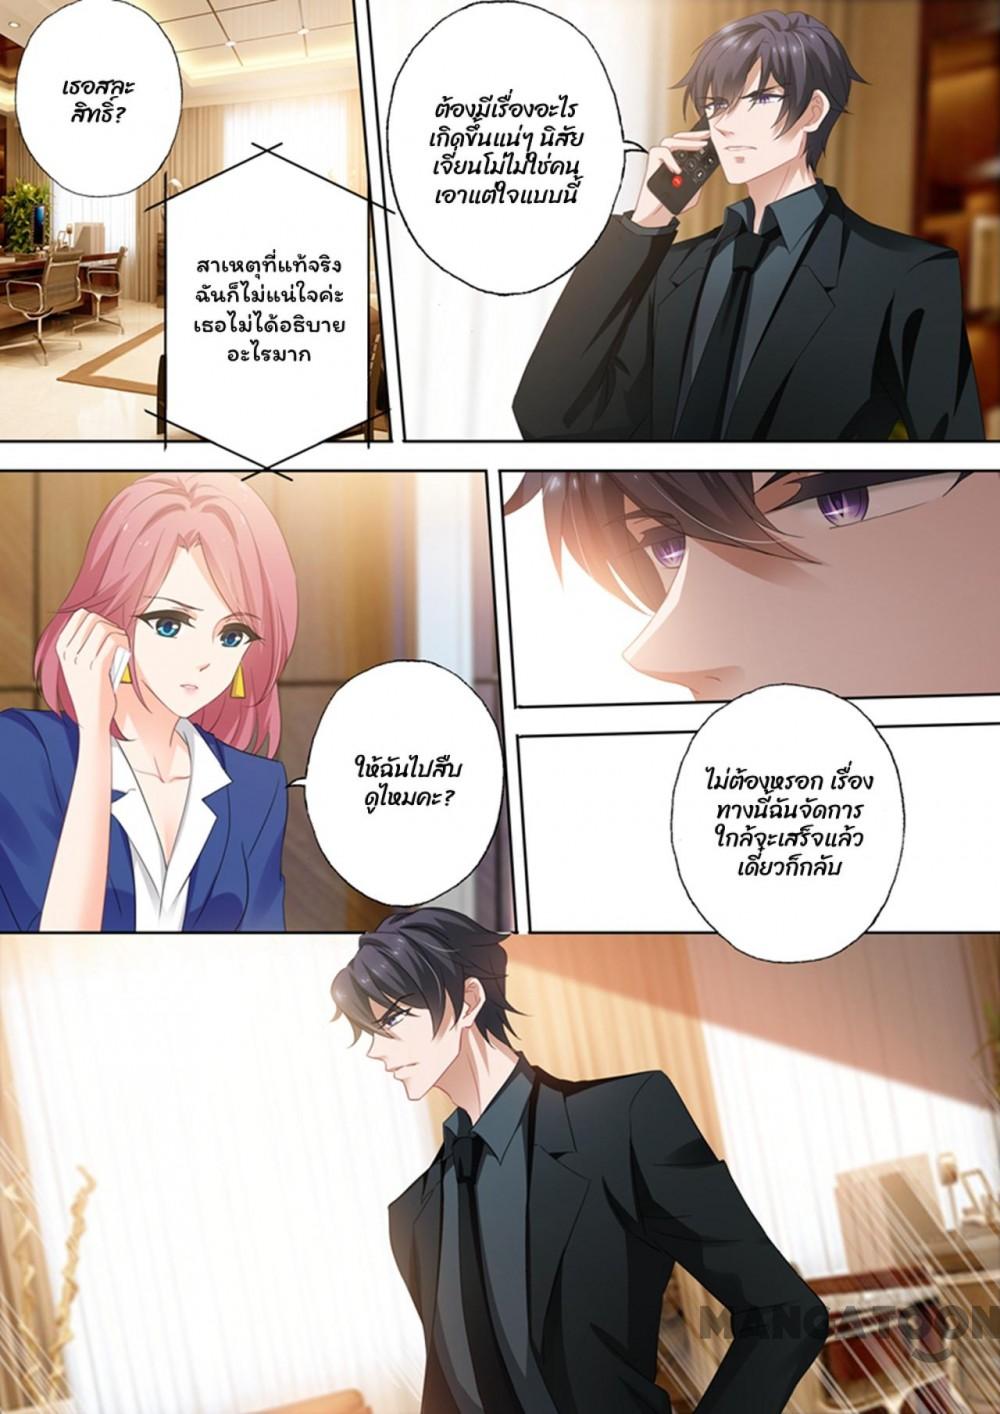 เธอสละ
สิทธิ์?
ต้องมีเรื่องอะไร
เกิดขึ้นแน่ๆ นิสัย
เจี่ยนโม่ไม่ใช่คน
เอาแต่ใจแบบนี้
สาเหตุที่แท้จริง
ฉันก็ไม่แน่ใจค่ะ
เธอไม่ได้อธิบาย
อะไรมาก
ให้ฉันไปสืบ
ดูไหมคะ?
ไม่ต้องหรอก เรื่อง
ทางนี้ฉันจัดการ
ใกล้จะเสร็จแล้ว
เดี๋ยวก็กลับ
MANGATOON